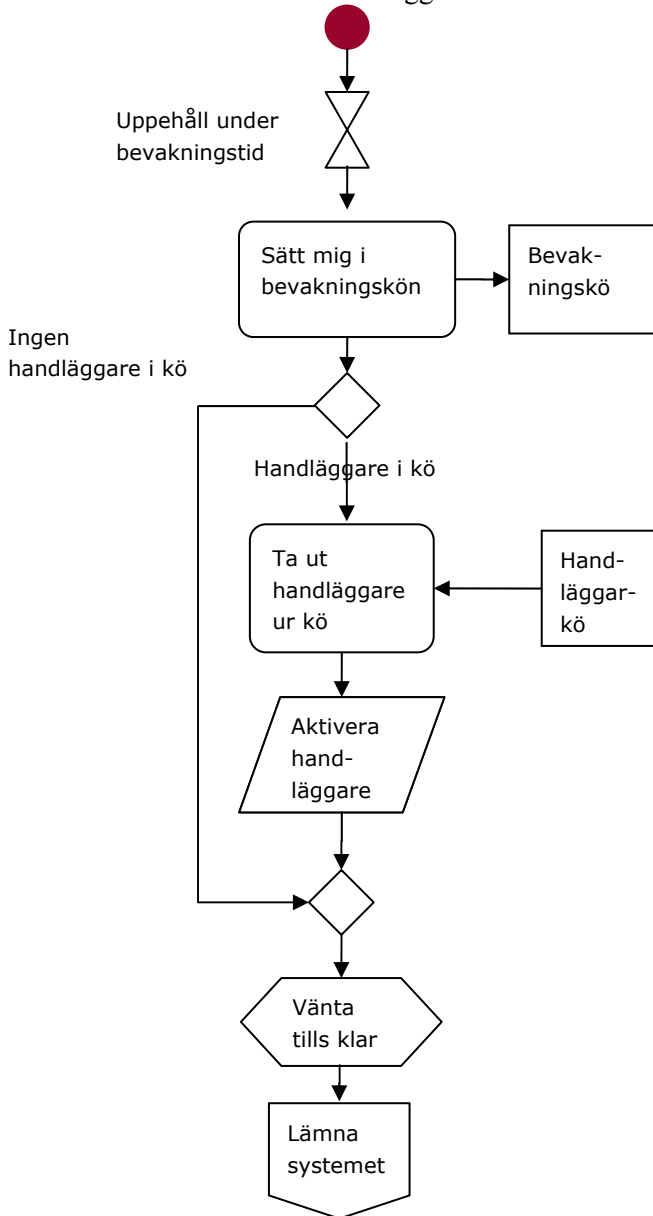 Uppehåll under
bevakningstid
Sätt mig i
bevakningskön
Bevak-
ningskö
Ingen
handläggare i kö
Handläggare i kö
Ta ut
handläggare
ur kö
Hand-
läggar-
kö
Aktivera
hand-
läggare
Vänta
tills klar
Lämna
systemet